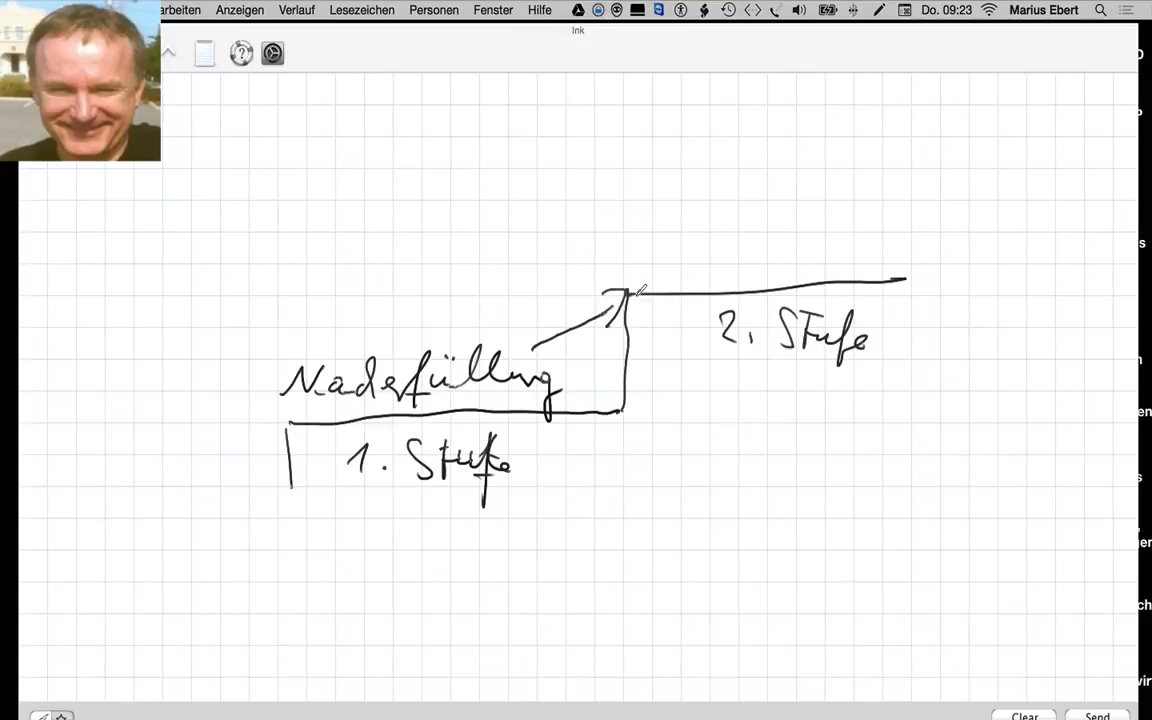 arbeiten Anzeigen Verlauf Lesezeichen Personen Fenster Hilfe Do. 09:23 Marius Ebert
Ink
2. Stufe
Nacherfüllung
1. Stufe
Clear Send